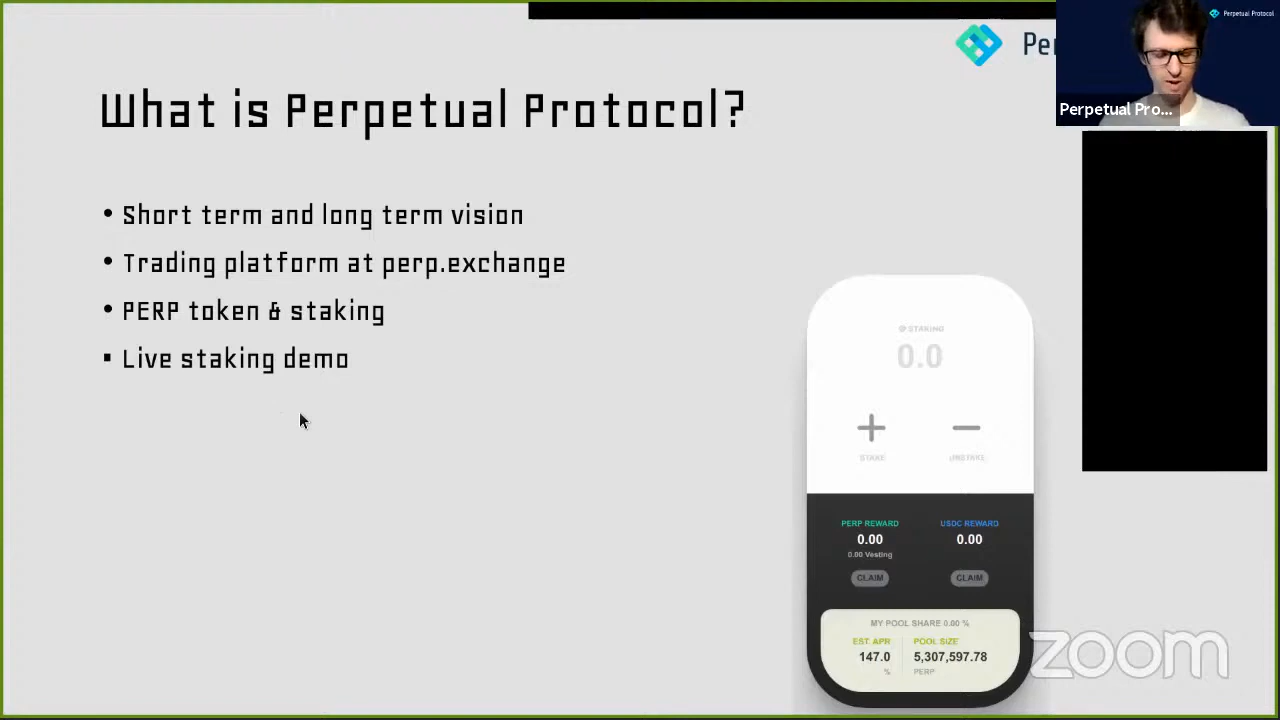 Perpetual Protocol
Per
Perpetual Pro...
What is Perpetual Protocol?
• Short term and long term vision
• Trading platform at perp.exchange
• PERP token & staking
▪ Live staking demo
STAKING
0.0
+ −
STAKE UNSTAKE
PERP REWARD USDC REWARD
0.00 0.00
0.00 Vesting
CLAIM CLAIM
MY POOL SHARE 0.00 %
EST. APR POOL SIZE
147.0 5,307,597.78
% PERP
zoom